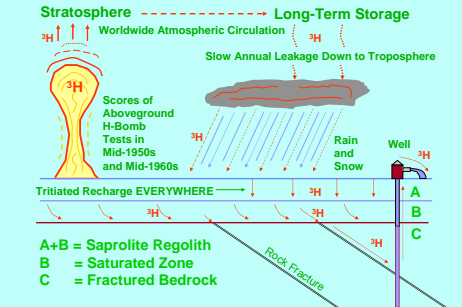 Stratosphere
Long-Term Storage
Worldwide Atmospheric Circulation
³H
³H
Slow Annual Leakage Down to Troposphere
³H
Scores of
Aboveground
H-Bomb
Tests in
Mid-1950s
and Mid-1960s
³H
Rain
and
Snow
Well
³H
Tritiated Recharge EVERYWHERE
³H
A
³H
³H
B
C
³H
A+B = Saprolite Regolith
B = Saturated Zone
C = Fractured Bedrock
Rock Fracture